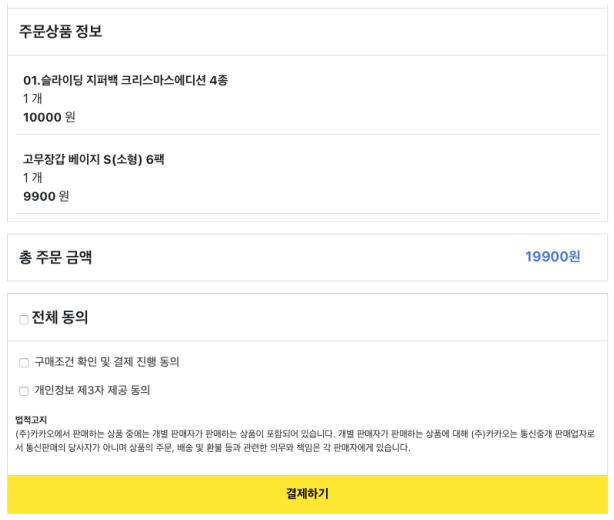 주문상품 정보
01.슬라이딩 지퍼백 크리스마스에디션 4종
1 개
10000 원
고무장갑 베이지 S(소형) 6팩
1 개
9900 원
총 주문 금액 19900원
전체 동의
구매조건 확인 및 결제 진행 동의
개인정보 제3자 제공 동의
법적고지
(주)카카오에서 판매하는 상품 중에는 개별 판매자가 판매하는 상품이 포함되어 있습니다. 개별 판매자가 판매하는 상품에 대해 (주)카카오는 통신중개 판매업자로
서 통신판매의 당사자가 아니며 상품의 주문, 배송 및 환불 등과 관련한 의무와 책임은 각 판매자에게 있습니다.
결제하기